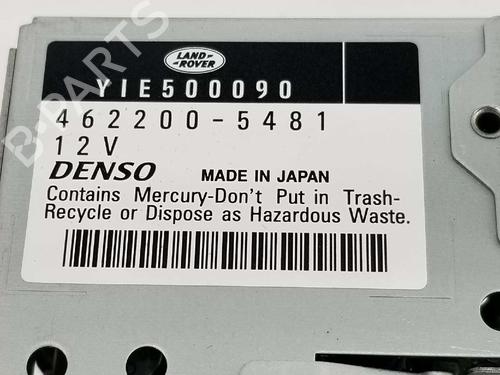 LAND-
ROVER
YIE500090
462200-5481
12V
DENSO MADE IN JAPAN
Contains Mercury-Don't Put in Trash-
Recycle or Dispose as Hazardous Waste.
B-PARTS